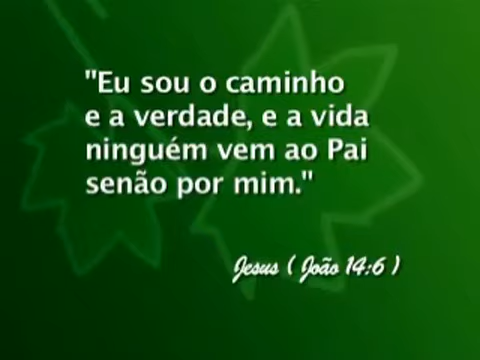 "Eu sou o caminho
e a verdade, e a vida
ninguém vem ao Pai
senão por mim."
Jesus ( João 14:6 )